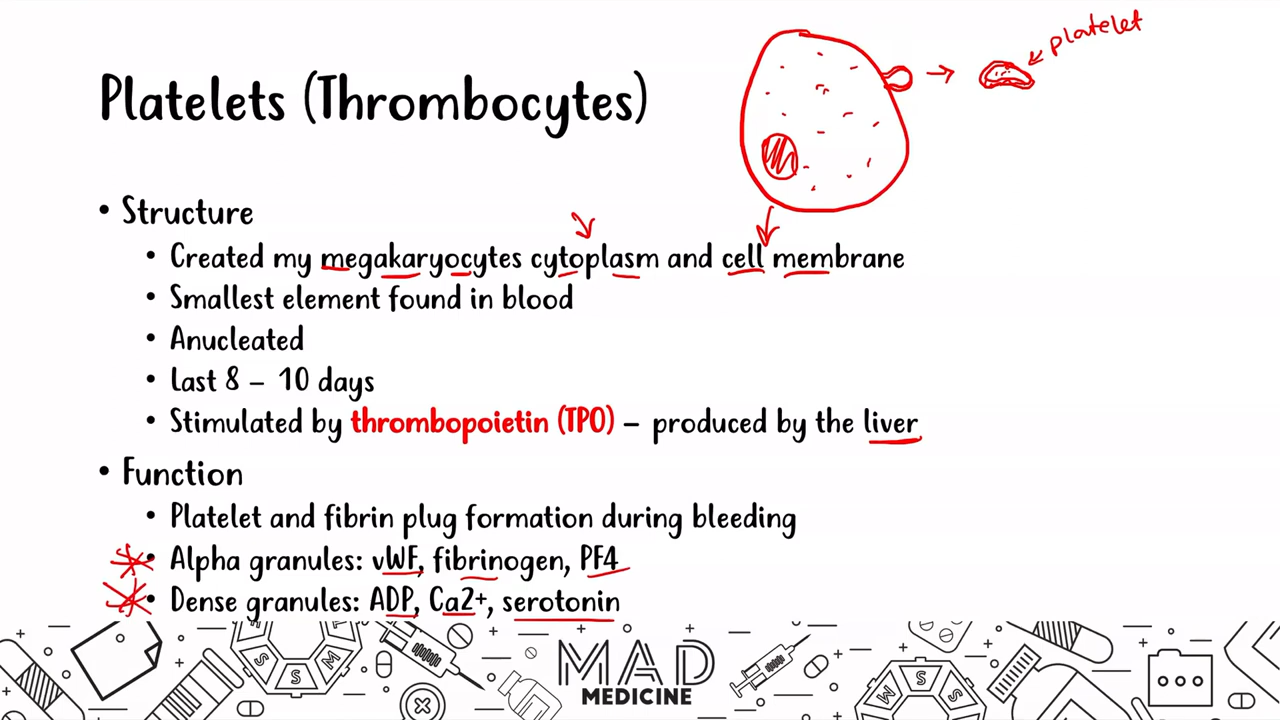 platelet
Platelets (Thrombocytes)
• Structure
• Created my megakaryocytes cytoplasm and cell membrane
• Smallest element found in blood
• Anucleated
• Last 8 – 10 days
• Stimulated by thrombopoietin (TPO) – produced by the liver
• Function
• Platelet and fibrin plug formation during bleeding
• Alpha granules: vWF, fibrinogen, PF4
• Dense granules: ADP, Ca2+, serotonin
S S M
MAD
MEDICINE
M S S